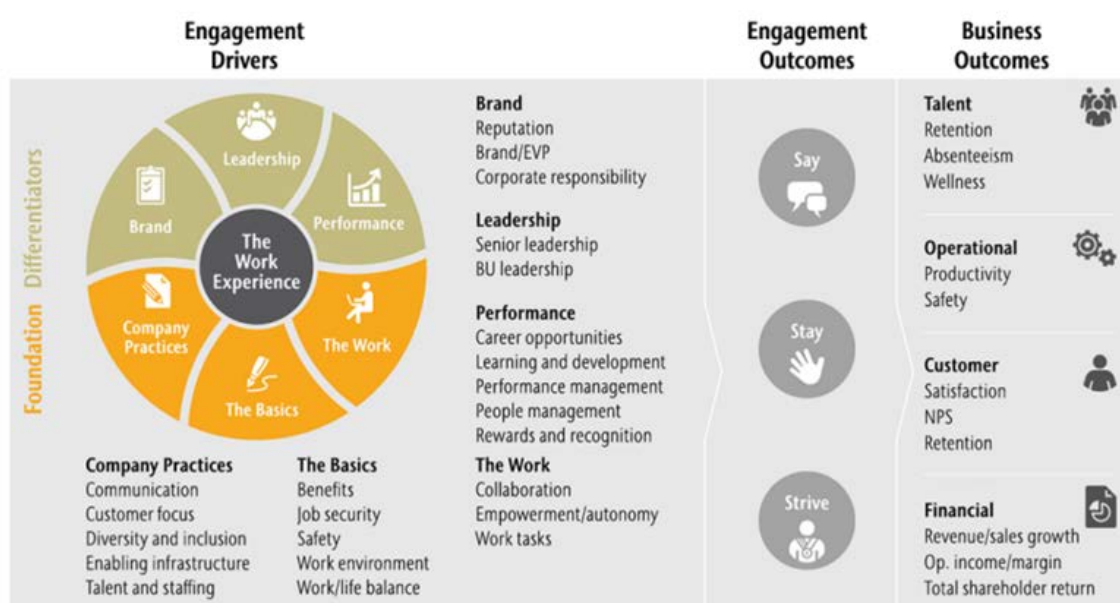 Engagement
Drivers
Engagement
Outcomes
Business
Outcomes
Foundation Differentiators
Leadership
Performance
Brand
The
Work
Experience
Company
Practices
The Work
The Basics
Brand
Reputation
Brand/EVP
Corporate responsibility
Leadership
Senior leadership
BU leadership
Performance
Career opportunities
Learning and development
Performance management
People management
Rewards and recognition
Company Practices
Communication
Customer focus
Diversity and inclusion
Enabling infrastructure
Talent and staffing
The Basics
Benefits
Job security
Safety
Work environment
Work/life balance
The Work
Collaboration
Empowerment/autonomy
Work tasks
Say
Stay
Strive
Talent
Retention
Absenteeism
Wellness
Operational
Productivity
Safety
Customer
Satisfaction
NPS
Retention
Financial
Revenue/sales growth
Op. income/margin
Total shareholder return